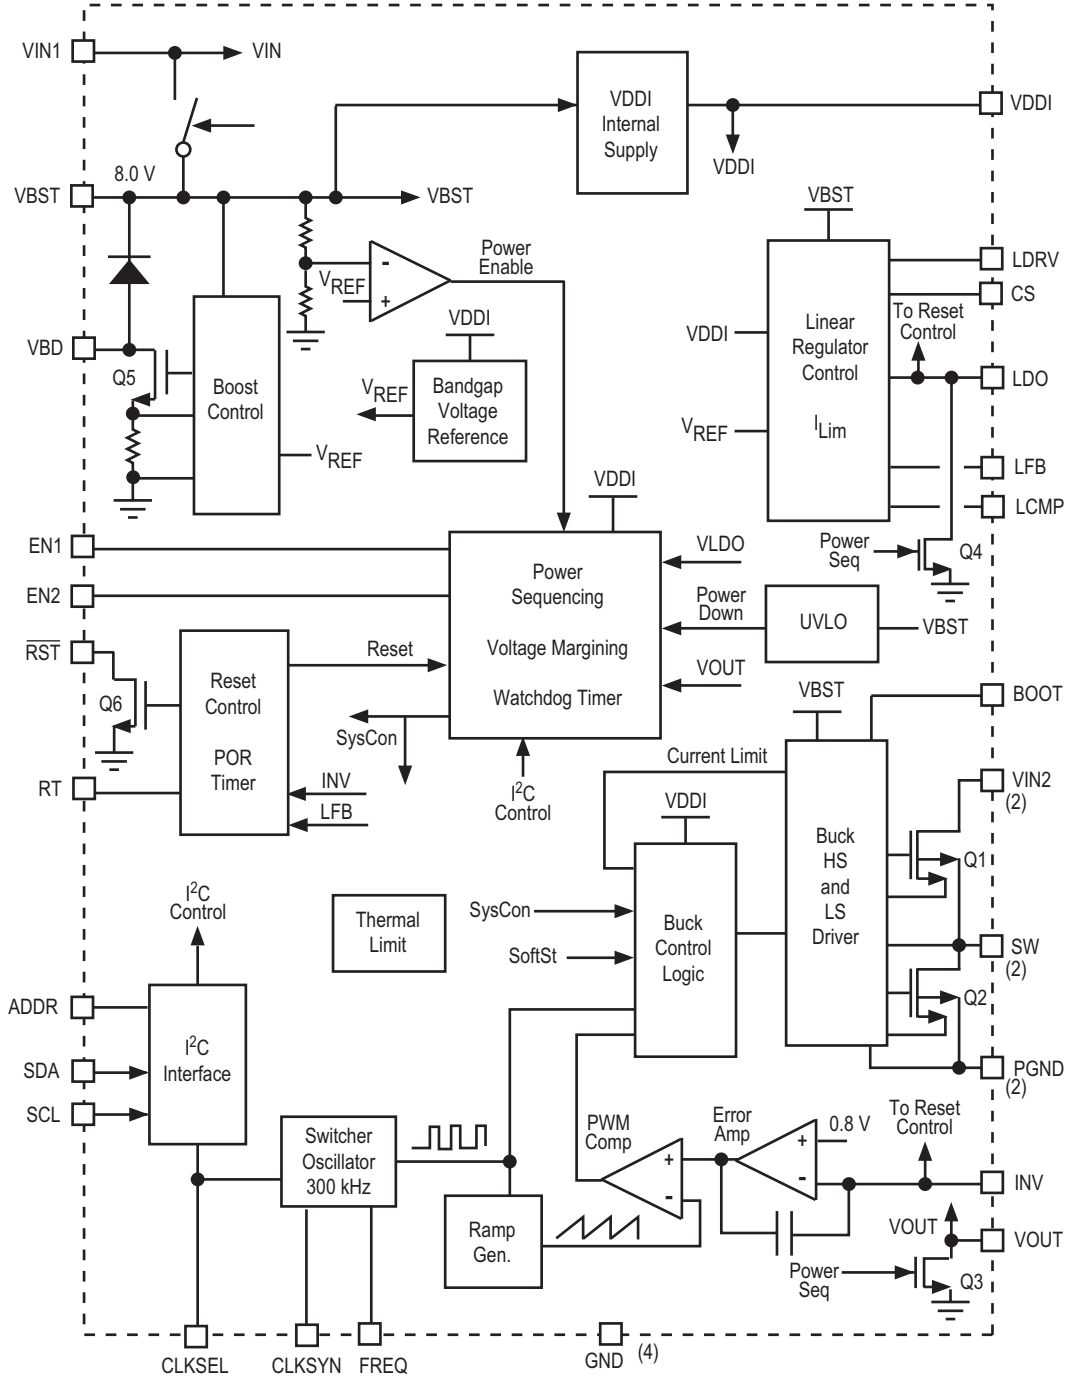 VIN1
VIN
VDDI
Internal
Supply
VDDI
VDDI
8.0 V
VBST
VBST
VBST
Power
Enable
VREF
-
+
LDRV
CS
To Reset
Control
Linear
Regulator
Control
ILim
VDDI
VREF
LDO
LFB
LCMP
VDDI
VBD
Q5
Boost
Control
VREF
VREF
Bandgap
Voltage
Reference
VDDI
Power
Seq
Q4
EN1
EN2
Power
Sequencing
Voltage Margining
Watchdog Timer
VLDO
Power
Down
UVLO
VBST
VOUT
RST
Q6
Reset
Control
POR
Timer
Reset
SysCon
INV
LFB
RT
I2C
Control
VBST
BOOT
Current Limit
VDDI
VIN2
(2)
Buck
HS
and
LS
Driver
Q1
I2C
Control
Thermal
Limit
SysCon
SoftSt
Buck
Control
Logic
SW
(2)
Q2
ADDR
SDA
SCL
I2C
Interface
PGND
(2)
Switcher
Oscillator
300 kHz
PWM
Comp
Error
Amp
0.8 V
+
-
+
-
To Reset
Control
INV
Ramp
Gen.
VOUT
VOUT
Power
Seq
Q3
CLKSEL
CLKSYN
FREQ
GND
(4)